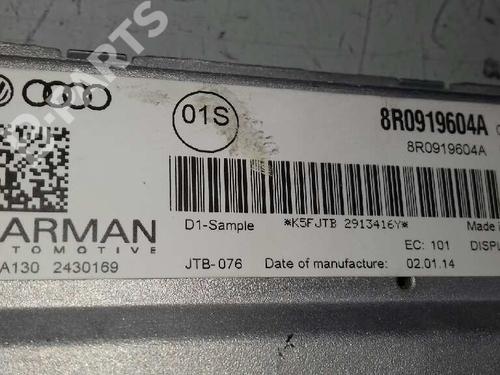 01S
8R0919604A
8R0919604A
Made in
D1-Sample
*K5FJTB 2913416Y*
ARMAN
EC: 101
DISPL
JTB-076
Date of manufacture:
02.01.14
A130 2430169